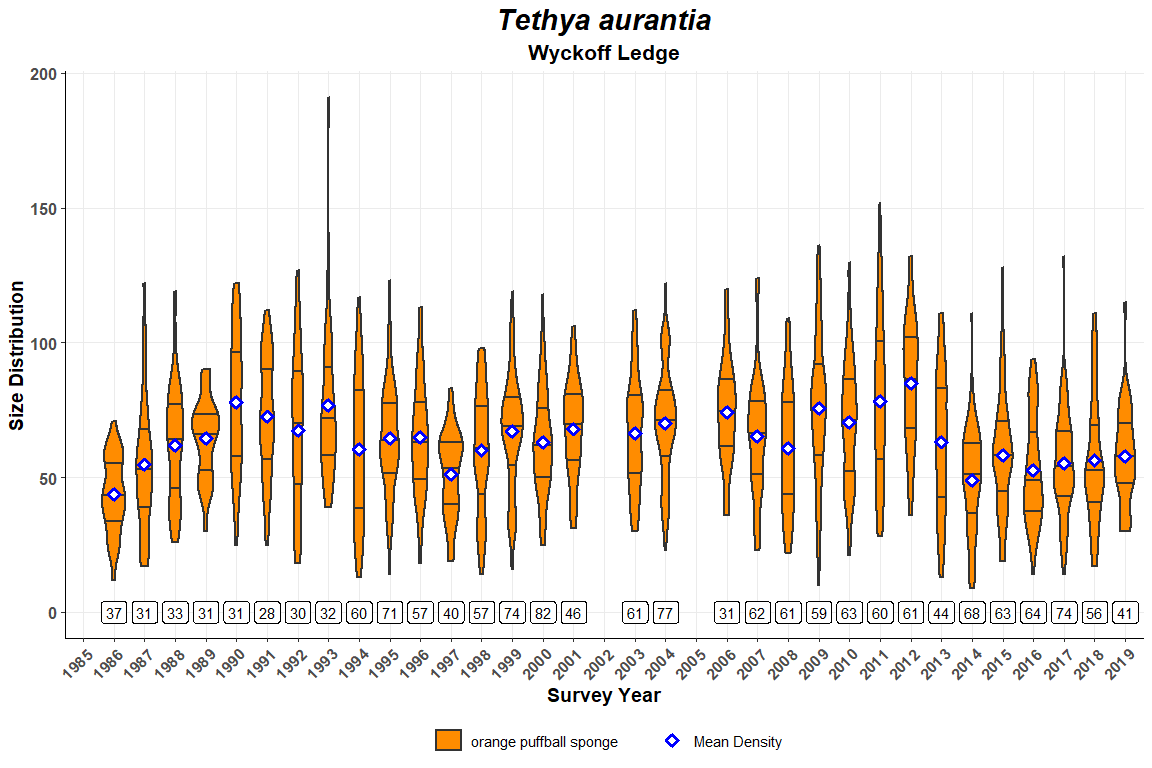 Tethya aurantia
Wyckoff Ledge
Size Distribution
200
150
100
50
0
37 31 33 31 31 28 30 32 60 71 57 40 57 74 82 46 61 77 31 62 61 59 63 60 61 44 68 63 64 74 56 41
1985 1986 1987 1988 1989 1990 1991 1992 1993 1994 1995 1996 1997 1998 1999 2000 2001 2002 2003 2004 2005 2006 2007 2008 2009 2010 2011 2012 2013 2014 2015 2016 2017 2018 2019
Survey Year
orange puffball sponge Mean Density